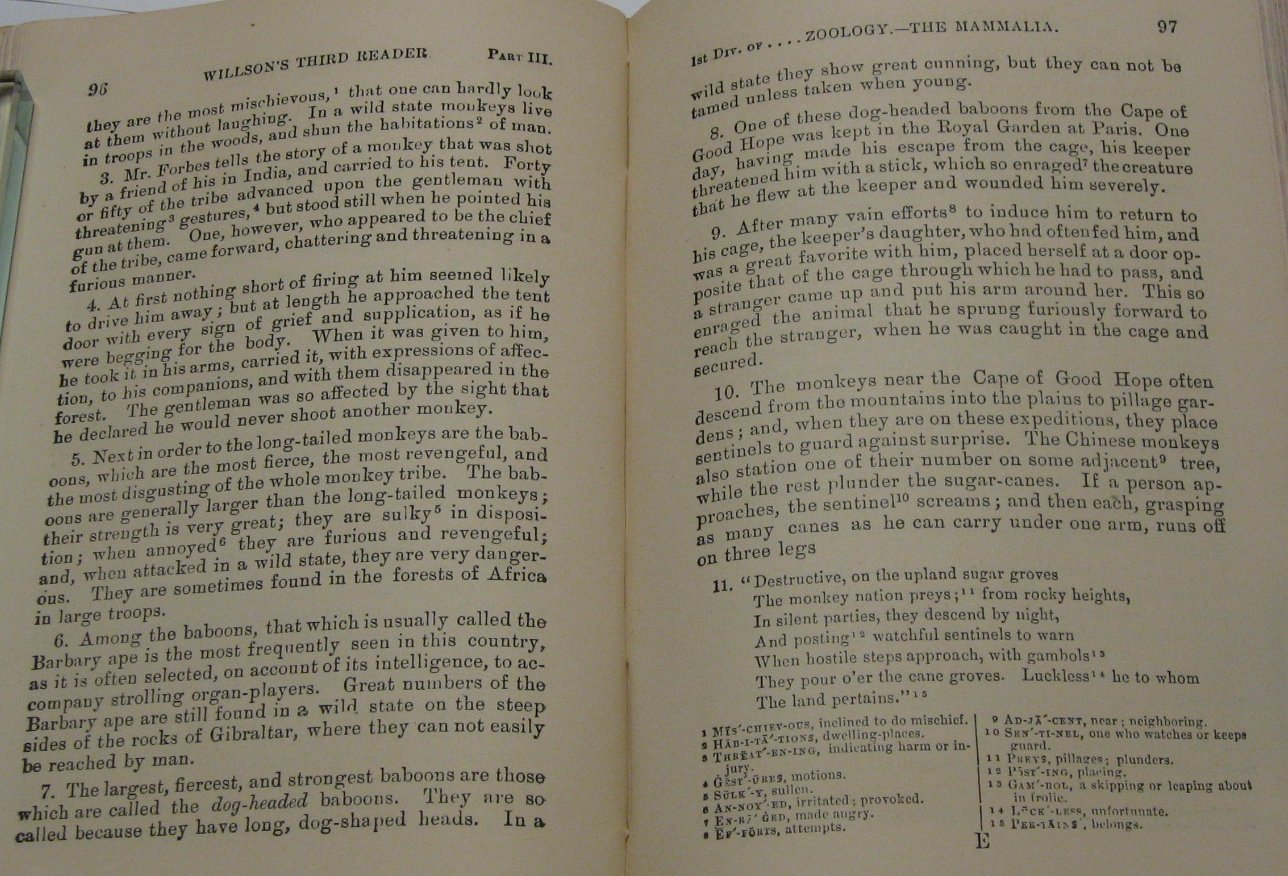 96
WILLSON'S THIRD READER
PART III.
they are the most mischievous,¹ that one can hardly look
at them without laughing. In a wild state monkeys live
in troops in the woods, and shun the habitations² of man.
3. Mr. Forbes tells the story of a monkey that was shot
by a friend of his in India, and carried to his tent. Forty
or fifty of the tribe advanced upon the gentleman with
threatening³ gestures,⁴ but stood still when he pointed his
gun at them. One, however, who appeared to be the chief
of the tribe, came forward, chattering and threatening in a
furious manner.
4. At first nothing short of firing at him seemed likely
to drive him away; but at length he approached the tent
door with every sign of grief and supplication, as if he
were begging for the body. When it was given to him,
he took it in his arms, carried it, with expressions of affec-
tion, to his companions, and with them disappeared in the
forest. The gentleman was so affected by the sight that
he declared he would never shoot another monkey.
5. Next in order to the long-tailed monkeys are the bab-
oons, which are the most fierce, the most revengeful, and
the most disgusting of the whole monkey tribe. The bab-
oons are generally larger than the long-tailed monkeys;
their strength is very great; they are sulky⁵ in disposi-
tion; when annoyed⁶ they are furious and revengeful;
and, when attacked in a wild state, they are very danger-
ous. They are sometimes found in the forests of Africa
in large troops.
6. Among the baboons, that which is usually called the
Barbary ape is the most frequently seen in this country,
as it is often selected, on account of its intelligence, to ac-
company strolling organ-players. Great numbers of the
Barbary ape are still found in a wild state on the steep
sides of the rocks of Gibraltar, where they can not easily
be reached by man.
7. The largest, fiercest, and strongest baboons are those
which are called the dog-headed baboons. They are so
called because they have long, dog-shaped heads. In a
1st DIV. OF .... ZOOLOGY.—THE MAMMALIA.
97
wild state they show great cunning, but they can not be
tamed unless taken when young.
8. One of these dog-headed baboons from the Cape of
Good Hope was kept in the Royal Garden at Paris. One
day, having made his escape from the cage, his keeper
threatened him with a stick, which so enraged⁷ the creature
that he flew at the keeper and wounded him severely.
9. After many vain efforts⁸ to induce him to return to
his cage, the keeper's daughter, who had often fed him, and
was a great favorite with him, placed herself at a door op-
posite that of the cage through which he had to pass, and
a stranger came up and put his arm around her. This so
enraged the animal that he sprung furiously forward to
reach the stranger, when he was caught in the cage and
secured.
10. The monkeys near the Cape of Good Hope often
descend from the mountains into the plains to pillage gar-
dens; and, when they are on these expeditions, they place
sentinels to guard against surprise. The Chinese monkeys
also station one of their number on some adjacent⁹ tree,
while the rest plunder the sugar-canes. If a person ap-
proaches, the sentinel¹⁰ screams; and then each, grasping
as many canes as he can carry under one arm, runs off
on three legs
11. "Destructive, on the upland sugar groves
The monkey nation preys;¹¹ from rocky heights,
In silent parties, they descend by night,
And posting¹² watchful sentinels to warn
When hostile steps approach, with gambols¹³
They pour o'er the cane groves. Luckless¹⁴ he to whom
The land pertains."¹⁵
¹ MĬS'-CHIEV-OUS, inclined to do mischief.
² HĂB-I-TĀ'-TIONS, dwelling-places.
³ THRĔAT'-EN-ING, indicating harm or in-
jury.
⁴ ĠĔST'-ŪRES, motions.
⁵ SŬLK'-Y, sullen.
⁶ AN-NOY'-ED, irritated; provoked.
⁷ EN-RĀ'ĠED, made angry.
⁸ ĔF'-FŌRTS, attempts.
⁹ AD-JĀ'-CENT, near; neighboring.
¹⁰ SĔN'-TI-NEL, one who watches or keeps
guard.
¹¹ PREYS, pillages; plunders.
¹² PŌST'-ING, placing.
¹³ GĂM'-BOL, a skipping or leaping about
in frolic.
¹⁴ LŬCK'-LESS, unfortunate.
¹⁵ PER-TĀINS', belongs.
E